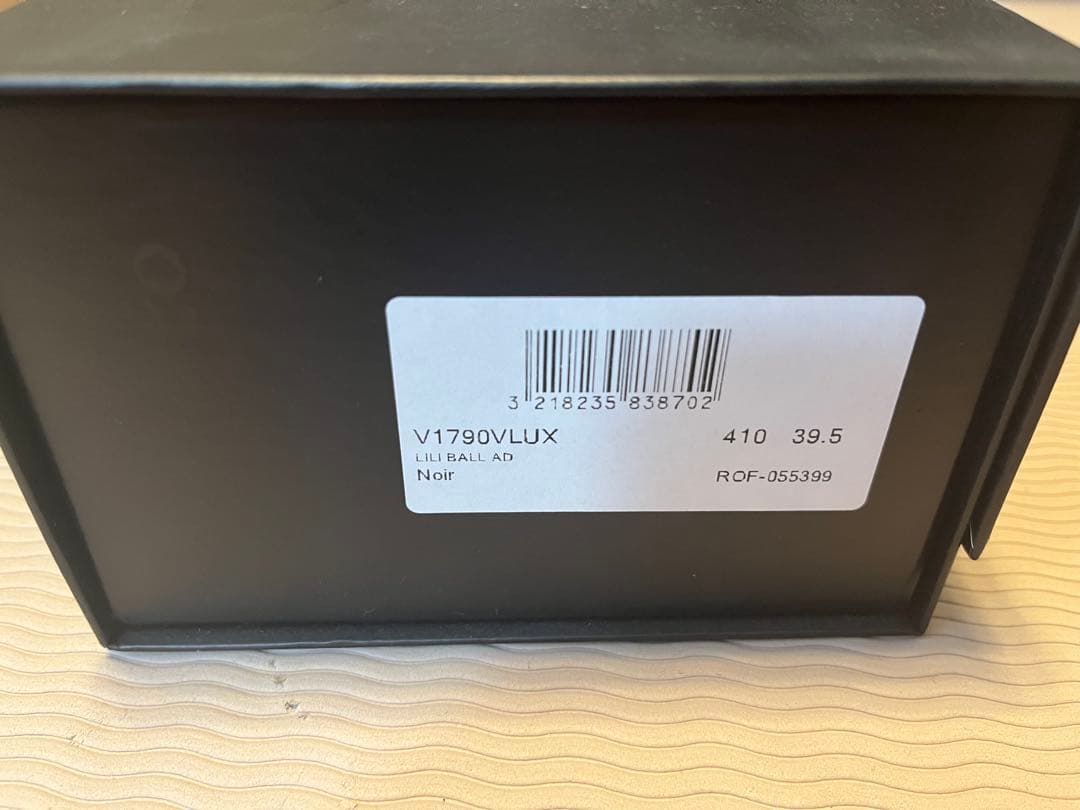 3 218235 838702
V1790VLUX 410 39.5
LILI BALL AD
Noir ROF-055399